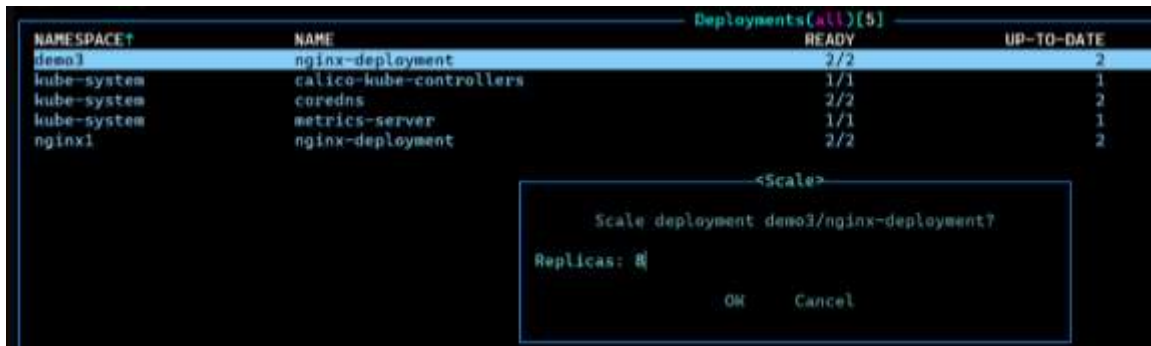 Deployments(all)[5]
NAMESPACE↑ NAME READY UP-TO-DATE
demo3 nginx-deployment 2/2 2
kube-system calico-kube-controllers 1/1 1
kube-system coredns 2/2 2
kube-system metrics-server 1/1 1
nginx1 nginx-deployment 2/2 2
<Scale>
Scale deployment demo3/nginx-deployment?
Replicas: 8
OK Cancel